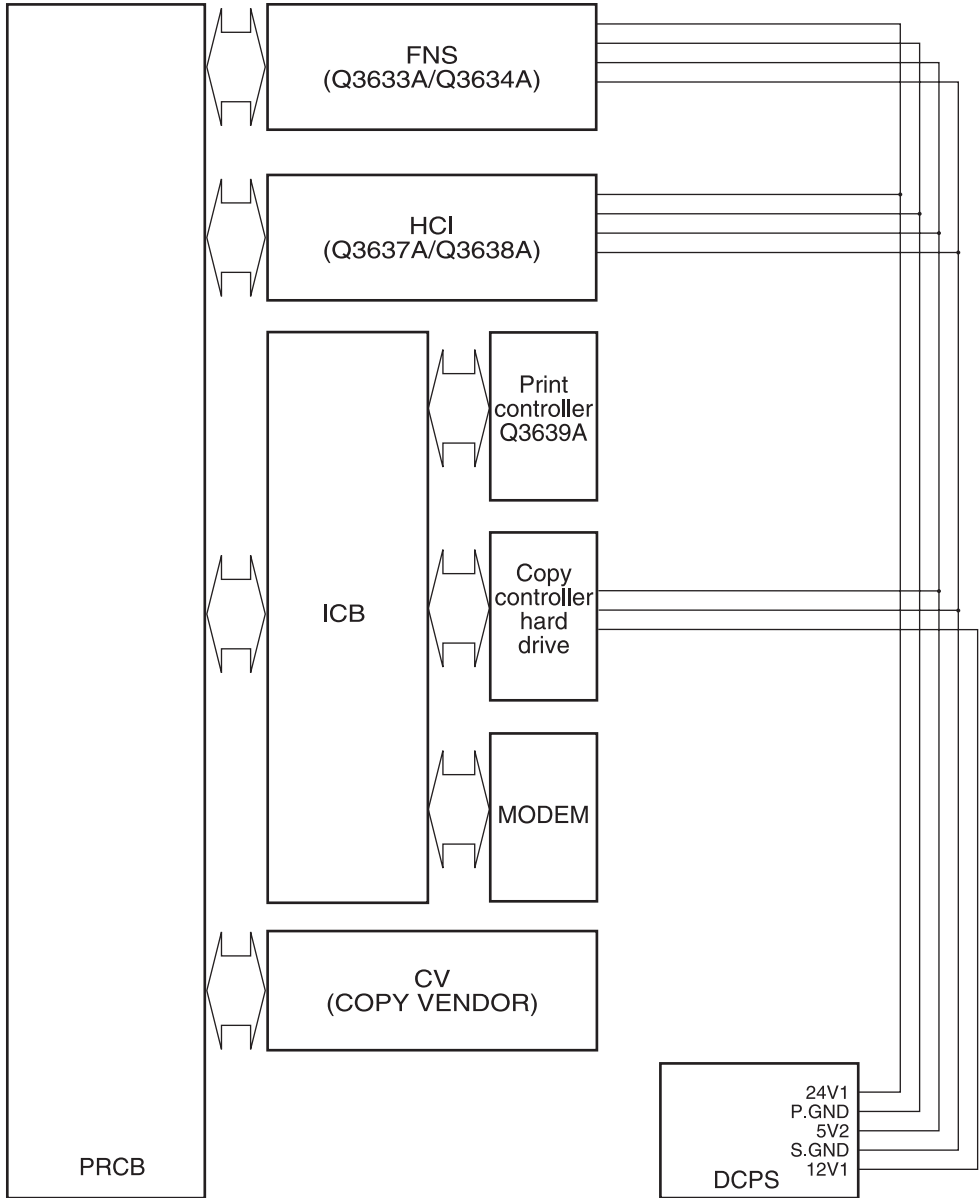 FNS
(Q3633A/Q3634A)
HCI
(Q3637A/Q3638A)
Print
controller
Q3639A
Copy
controller
hard
drive
ICB
MODEM
CV
(COPY VENDOR)
24V1
P.GND
5V2
S.GND
12V1
DCPS
PRCB